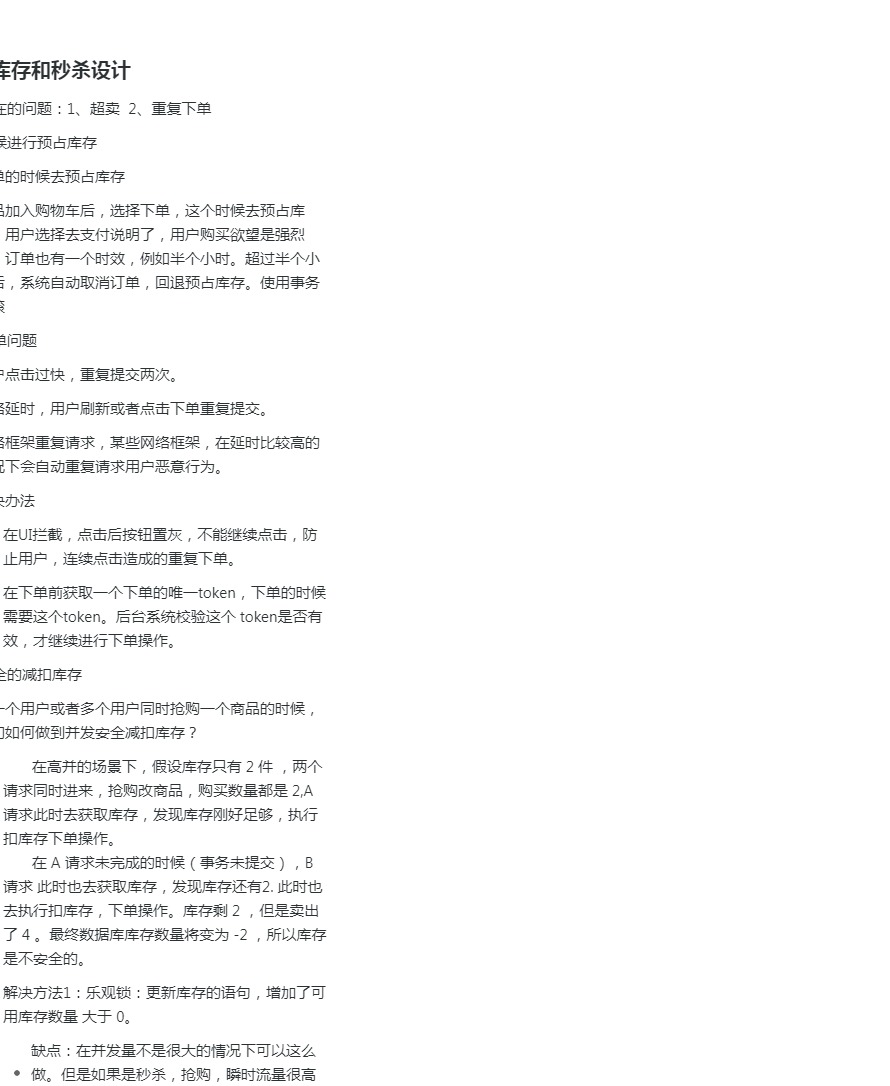 库存和秒杀设计
在的问题：1、超卖 2、重复下单
候进行预占库存
单的时候去预占库存
品加入购物车后，选择下单，这个时候去预占库
用户选择去支付说明了，用户购买欲望是强烈
订单也有一个时效，例如半个小时。超过半个小
后，系统自动取消订单，回退预占库存。使用事务
滚
单问题
户点击过快，重复提交两次。
络延时，用户刷新或者点击下单重复提交。
络框架重复请求，某些网络框架，在延时比较高的
况下会自动重复请求用户恶意行为。
决办法
在UI拦截，点击后按钮置灰，不能继续点击，防
止用户，连续点击造成的重复下单。
在下单前获取一个下单的唯一token，下单的时候
需要这个token。后台系统校验这个 token是否有
效，才继续进行下单操作。
全的减扣库存
一个用户或者多个用户同时抢购一个商品的时候，
们如何做到并发安全减扣库存？
在高并的场景下，假设库存只有 2 件 ，两个
请求同时进来，抢购改商品，购买数量都是 2,A
请求此时去获取库存，发现库存刚好足够，执行
扣库存下单操作。
在 A 请求未完成的时候（事务未提交），B
请求 此时也去获取库存，发现库存还有2. 此时也
去执行扣库存，下单操作。库存剩 2 ，但是卖出
了 4 。最终数据库库存数量将变为 -2 ，所以库存
是不安全的。
解决方法1：乐观锁：更新库存的语句，增加了可
用库存数量 大于 0。
缺点：在并发量不是很大的情况下可以这么
做。但是如果是秒杀，抢购，瞬时流量很高